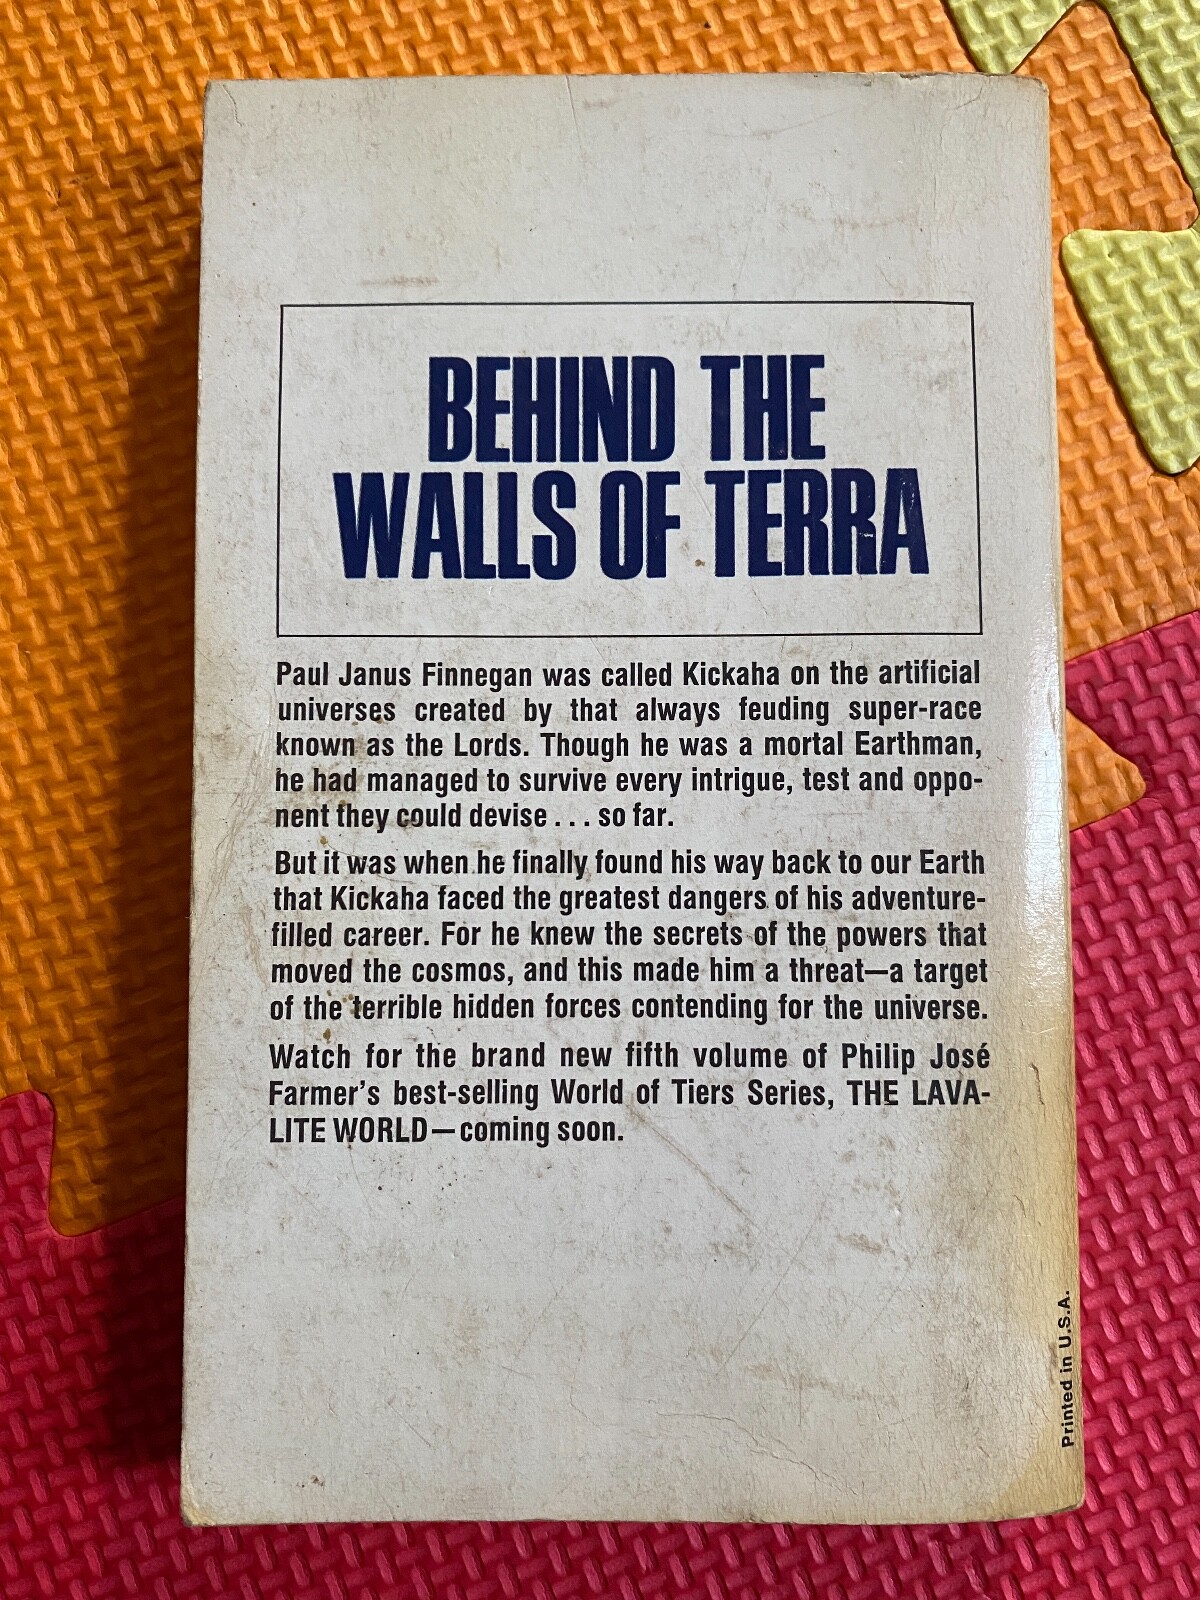 BEHIND THE
WALLS OF TERRA
Paul Janus Finnegan was called Kickaha on the artificial
universes created by that always feuding super-race
known as the Lords. Though he was a mortal Earthman,
he had managed to survive every intrigue, test and oppo-
nent they could devise . . . so far.
But it was when he finally found his way back to our Earth
that Kickaha faced the greatest dangers of his adventure-
filled career. For he knew the secrets of the powers that
moved the cosmos, and this made him a threat—a target
of the terrible hidden forces contending for the universe.
Watch for the brand new fifth volume of Philip José
Farmer's best-selling World of Tiers Series, THE LAVA-
LITE WORLD—coming soon.
Printed in U.S.A.